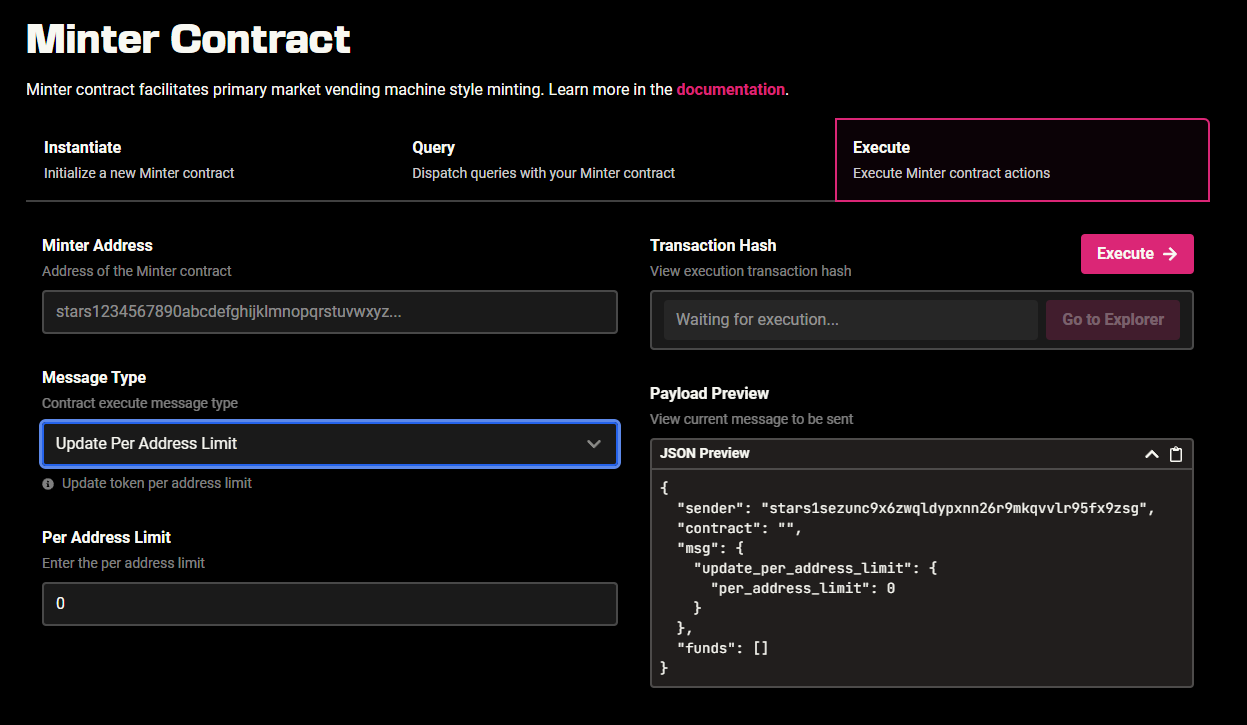 Minter Contract
Minter contract facilitates primary market vending machine style minting. Learn more in the documentation.
Instantiate
Initialize a new Minter contract
Query
Dispatch queries with your Minter contract
Execute
Execute Minter contract actions
Minter Address
Address of the Minter contract
stars1234567890abcdefghijklmnopqrstuvwxyz...
Message Type
Contract execute message type
Update Per Address Limit
Update token per address limit
Per Address Limit
Enter the per address limit
0
Transaction Hash
View execution transaction hash
Execute →
Waiting for execution...
Go to Explorer
Payload Preview
View current message to be sent
JSON Preview
{
  "sender": "stars1sezunc9x6zwqldypxnn26r9mkqvvlr95fx9zsg",
  "contract": "",
  "msg": {
    "update_per_address_limit": {
      "per_address_limit": 0
    }
  },
  "funds": []
}